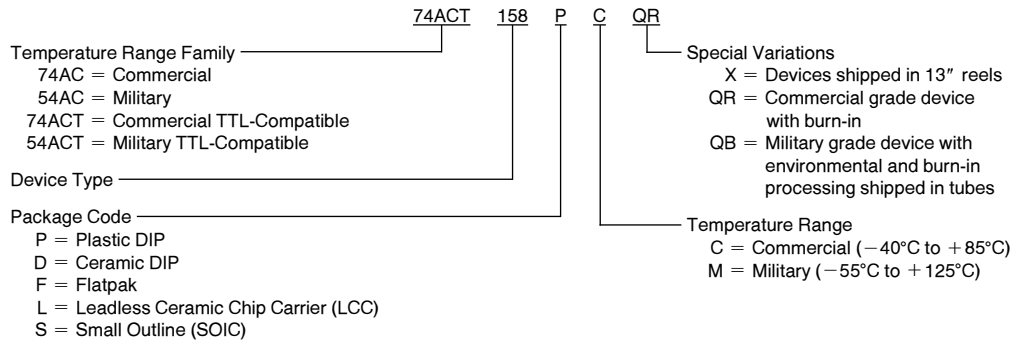 74ACT 158 P C QR
Temperature Range Family
74AC = Commercial
54AC = Military
74ACT = Commercial TTL-Compatible
54ACT = Military TTL-Compatible
Device Type
Package Code
P = Plastic DIP
D = Ceramic DIP
F = Flatpak
L = Leadless Ceramic Chip Carrier (LCC)
S = Small Outline (SOIC)
Special Variations
X = Devices shipped in 13″ reels
QR = Commercial grade device
with burn-in
QB = Military grade device with
environmental and burn-in
processing shipped in tubes
Temperature Range
C = Commercial (−40°C to +85°C)
M = Military (−55°C to +125°C)